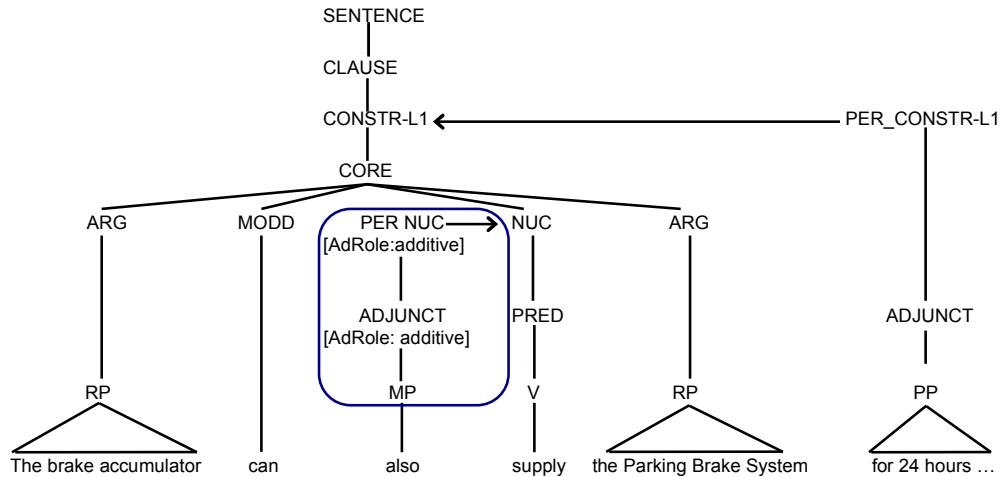 SENTENCE
CLAUSE
CONSTR-L1 PER_CONSTR-L1
CORE
ARG MODD PER NUC NUC ARG
[AdRole:additive]
ADJUNCT PRED ADJUNCT
[AdRole: additive]
RP MP V RP PP
The brake accumulator can also supply the Parking Brake System for 24 hours …